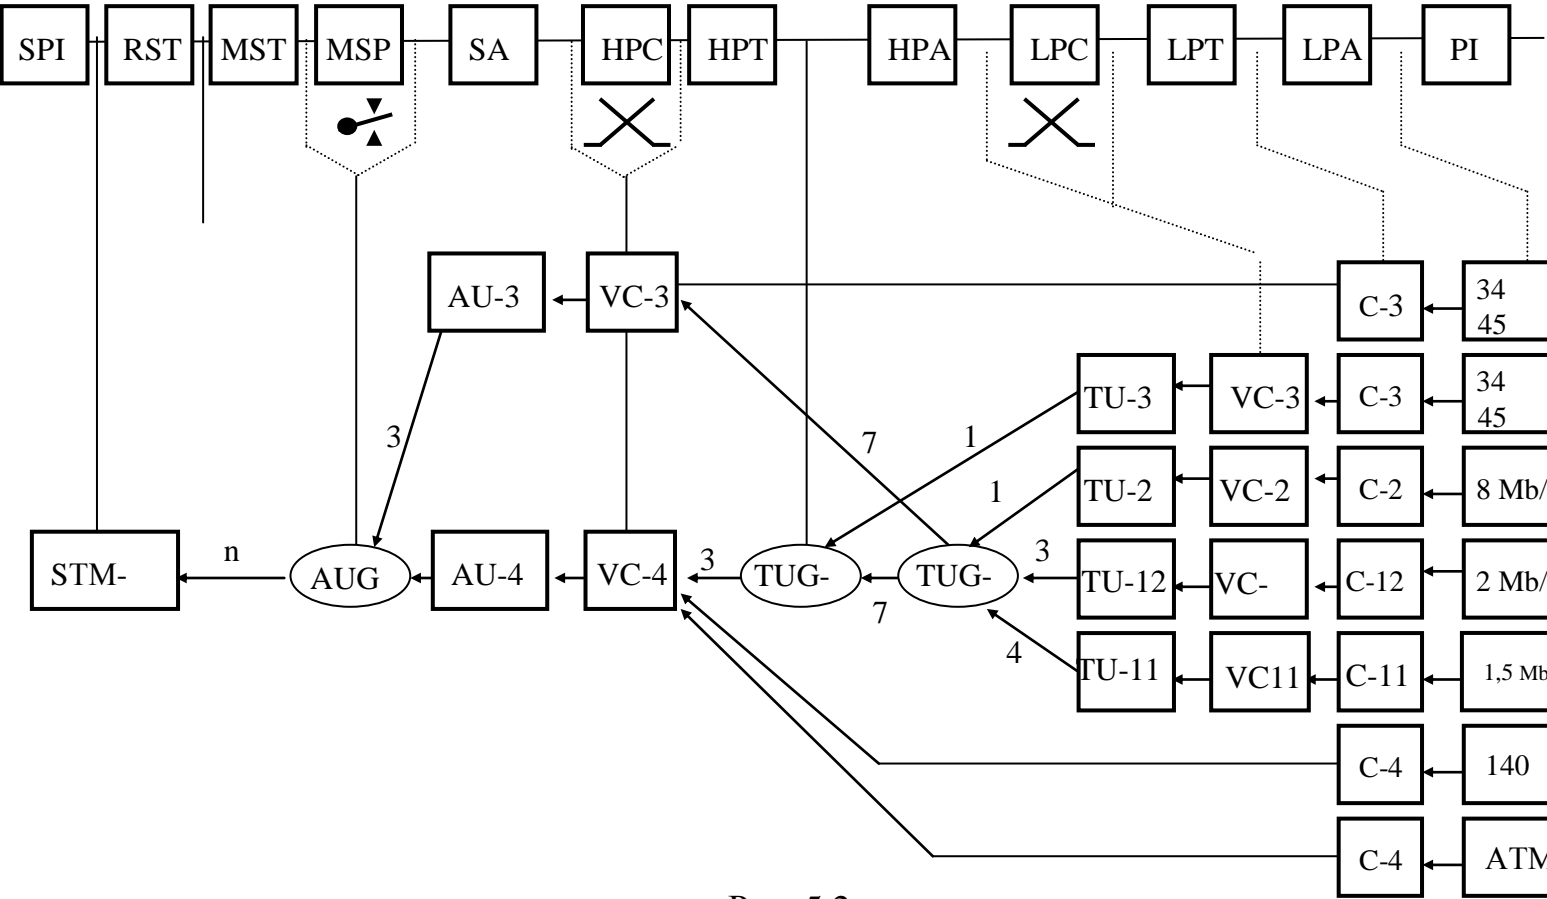 SPI RST MST MSP SA HPC HPT HPA LPC LPT LPA PI
AU-3 VC-3 C-3 34
45
3 7 1 TU-3 VC-3 C-3 34
45
1 TU-2 VC-2 C-2 8 Mb/
STM- n AUG AU-4 VC-4 3 TUG- 7 TUG- 3 TU-12 VC- C-12 2 Mb/
4 TU-11 VC11 C-11 1,5 Mb
C-4 140
C-4 ATM